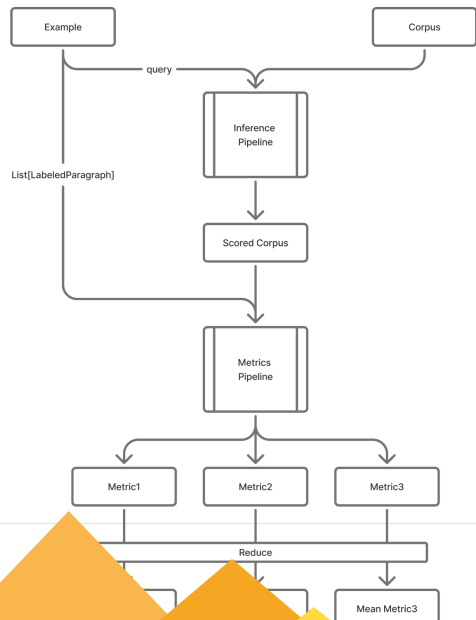 Example
Corpus
query
Inference
Pipeline
List[LabeledParagraph]
Scored Corpus
Metrics
Pipeline
Metric1
Metric2
Metric3
Reduce
Mean Metric3